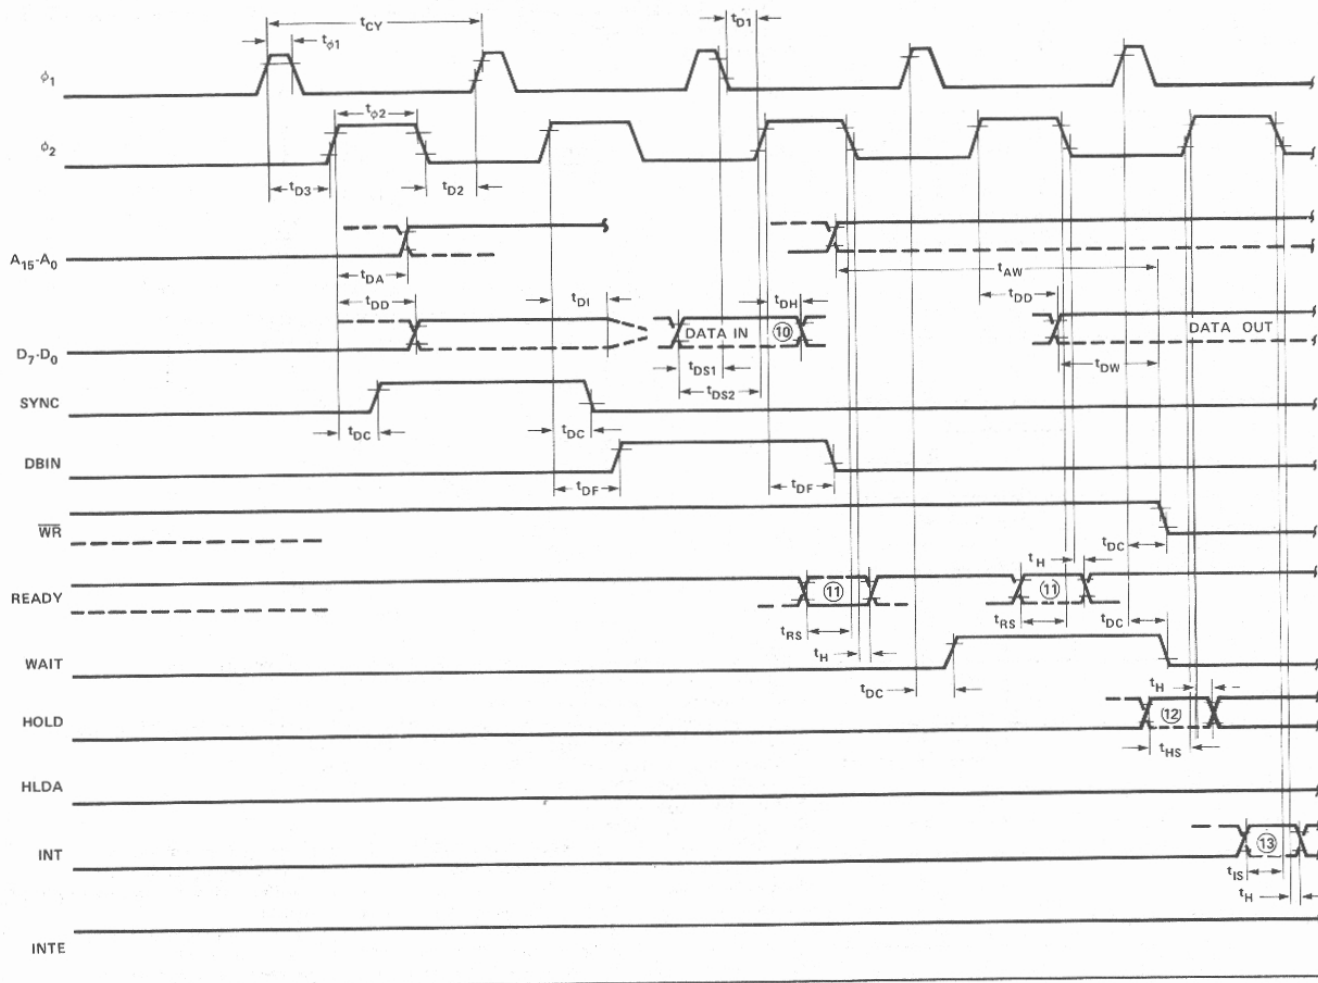 tCY
tD1
tϕ1
ϕ1
tϕ2
ϕ2
tD3
tD2
A15-A0
tDA
tAW
tDD
tDI
tDH
tDD
D7-D0
DATA IN
⑩
DATA OUT
tDS1
tDW
tDS2
SYNC
tDC
tDC
DBIN
tDF
tDF
WR
tDC
tH
READY
⑪
⑪
tRS
tRS
tDC
WAIT
tH
tDC
tH
HOLD
⑫
tHS
HLDA
INT
⑬
tIS
tH
INTE